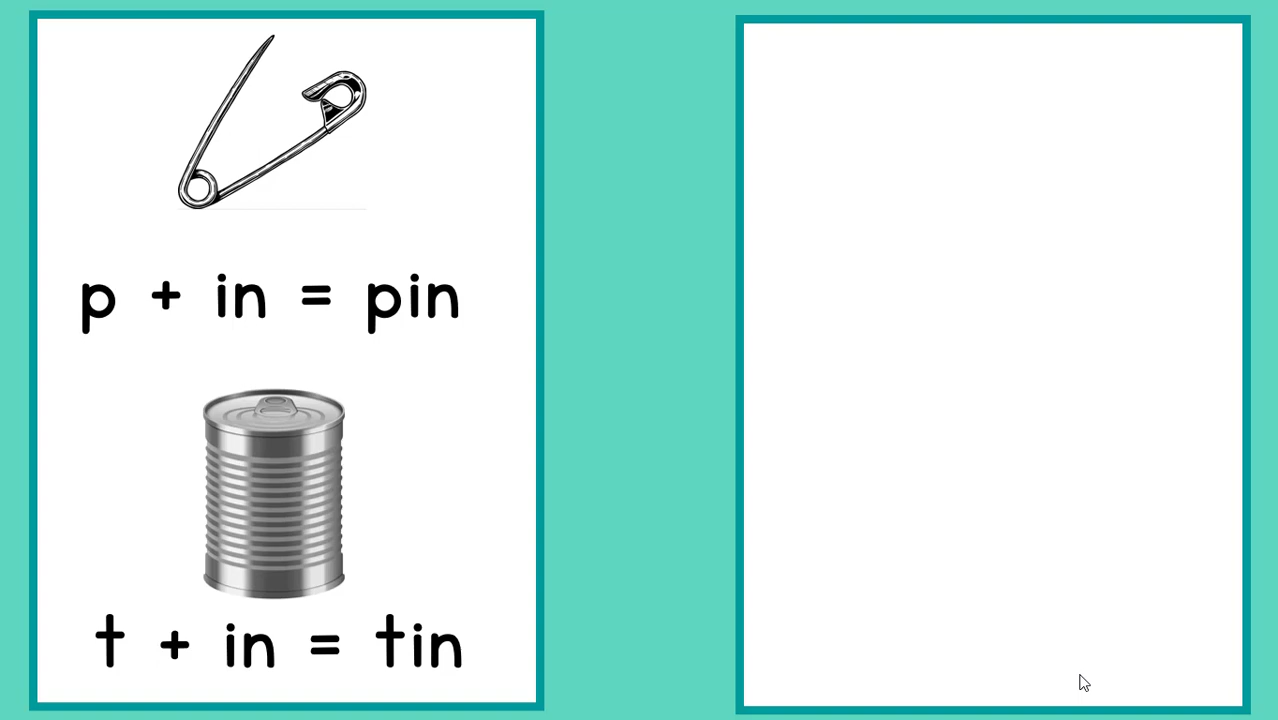 p + in = pin
t + in = tin